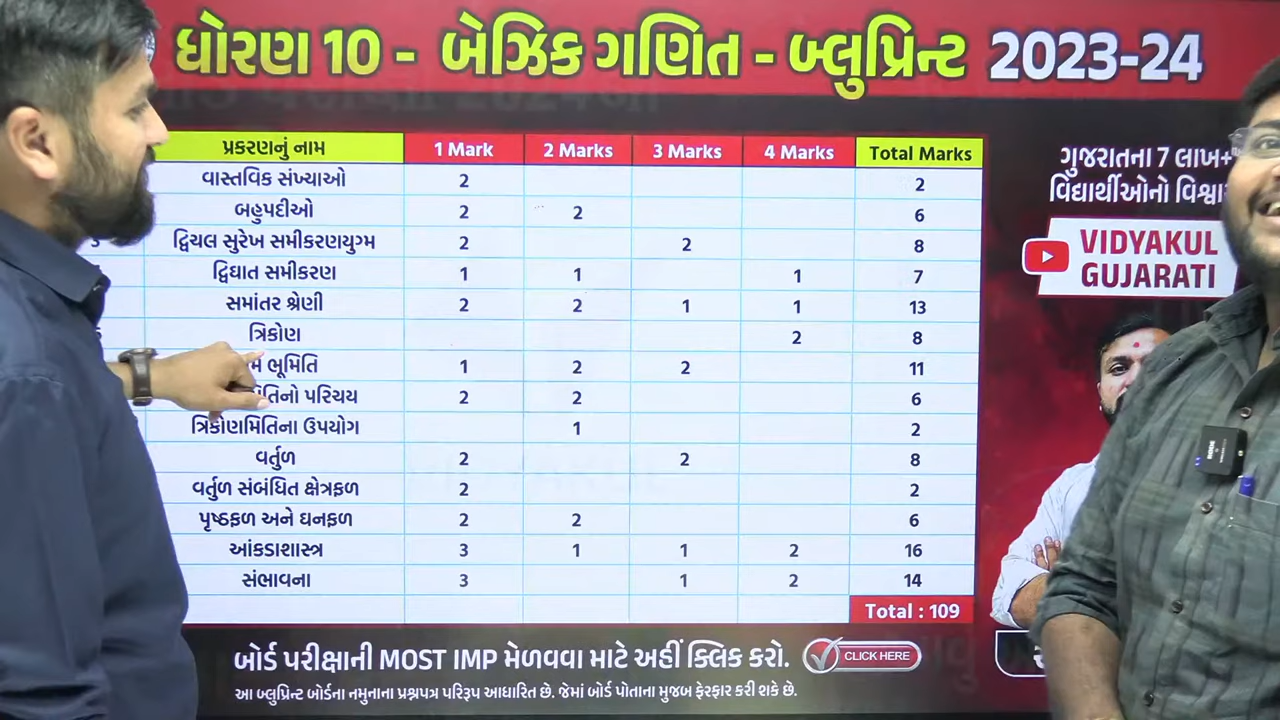 ધોરણ 10 - બેઝિક ગણિત - બ્લુપ્રિન્ટ 2023-24
પ્રકરણનું નામ 1 Mark 2 Marks 3 Marks 4 Marks Total Marks
વાસ્તવિક સંખ્યાઓ 2 2
બહુપદીઓ 2 2 6
દ્વિચલ સુરેખ સમીકરણયુગ્મ 2 2 8
દ્વિઘાત સમીકરણ 1 1 1 7
સમાંતર શ્રેણી 2 2 1 1 13
ત્રિકોણ 2 8
ભૂમિતિ 1 2 2 11
પરિચય 2 2 6
ત્રિકોણમિતિના ઉપયોગ 1 2
વર્તુળ 2 2 8
વર્તુળ સંબંધિત ક્ષેત્રફળ 2 2
પૃષ્ઠફળ અને ઘનફળ 2 2 6
આંકડાશાસ્ત્ર 3 1 1 2 16
સંભાવના 3 1 2 14
Total : 109
ગુજરાતના 7 લાખ+
વિદ્યાર્થીઓનો
VIDYAKUL
GUJARATI
બોર્ડ પરીક્ષાની MOST IMP મેળવવા માટે અહીં ક્લિક કરો. CLICK HERE
આ બ્લુપ્રિન્ટ બોર્ડના નમુનાના પ્રશ્નપત્ર પરિરૂપ આધારિત છે. જેમાં બોર્ડ પોતાના મુજબ ફેરફાર કરી શકે છે.
RODE